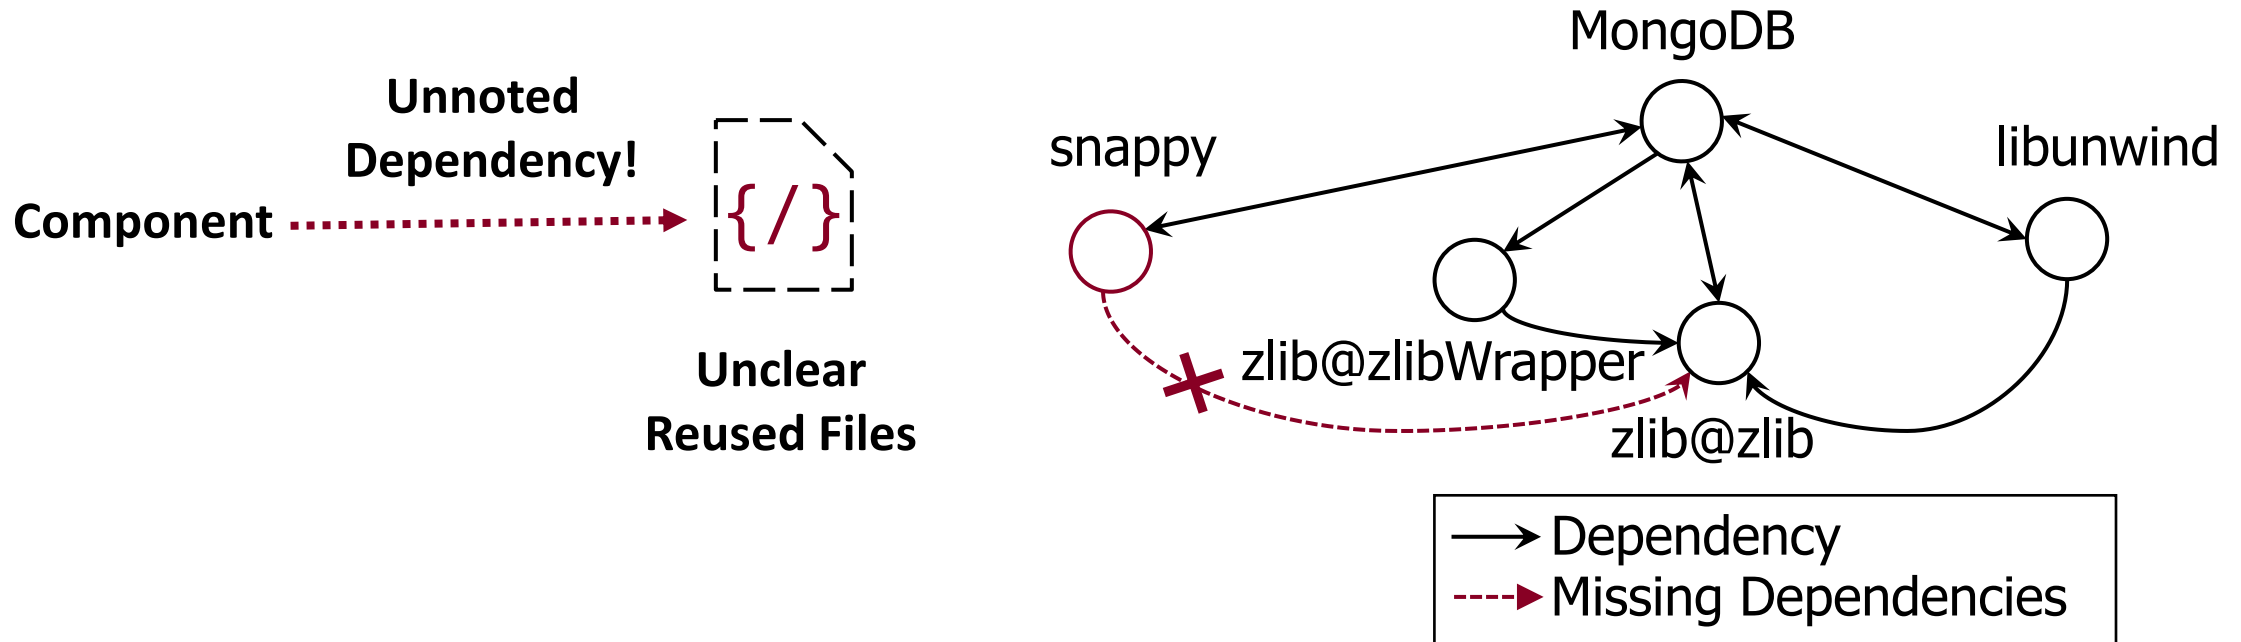 Unnoted
Dependency!
Component
{/}
Unclear
Reused Files
MongoDB
snappy
libunwind
zlib@zlibWrapper
zlib@zlib
Dependency
Missing Dependencies